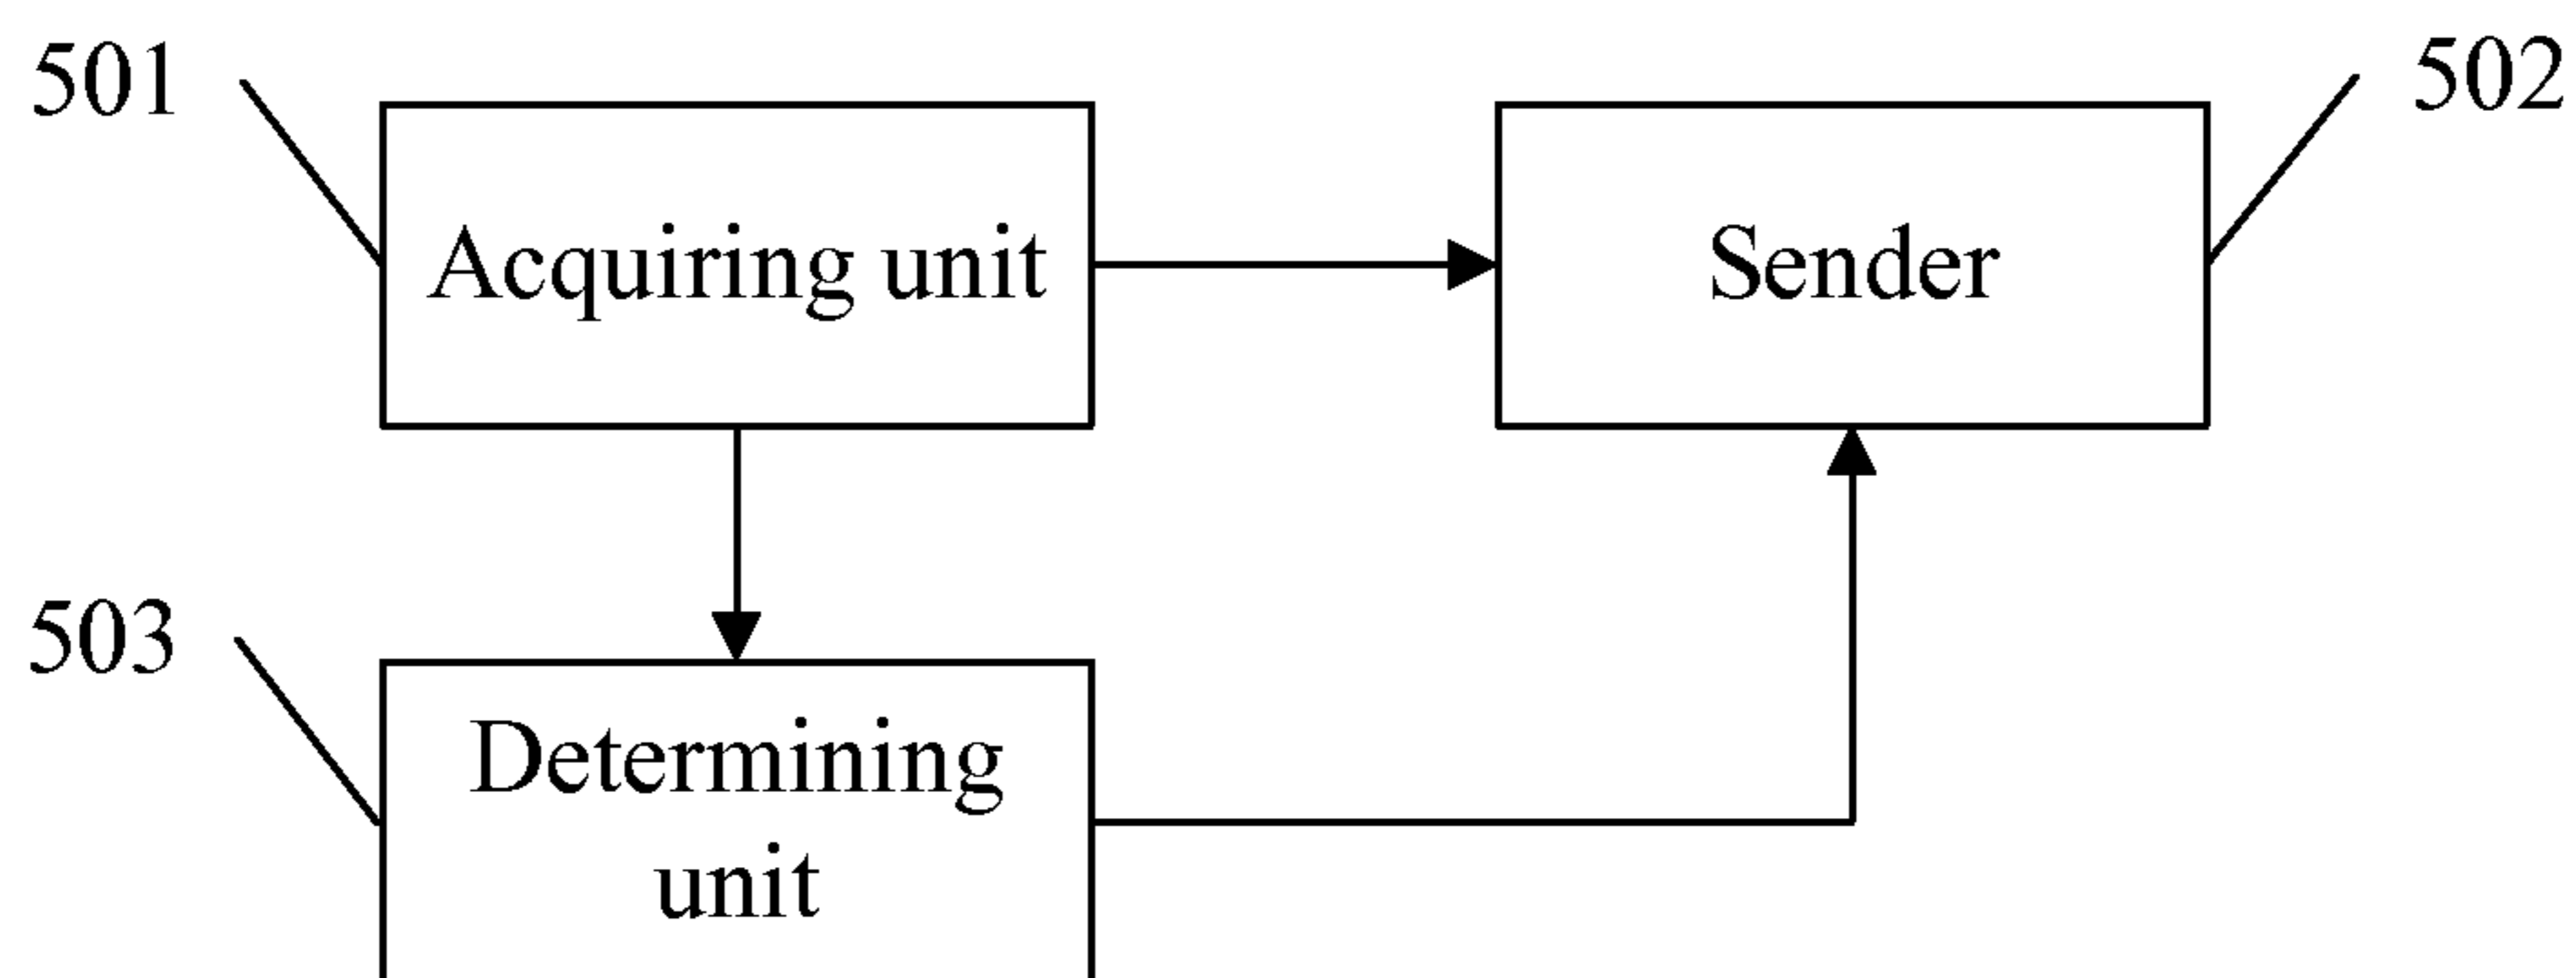 501
502
Acquiring unit
Sender
503
Determining
unit